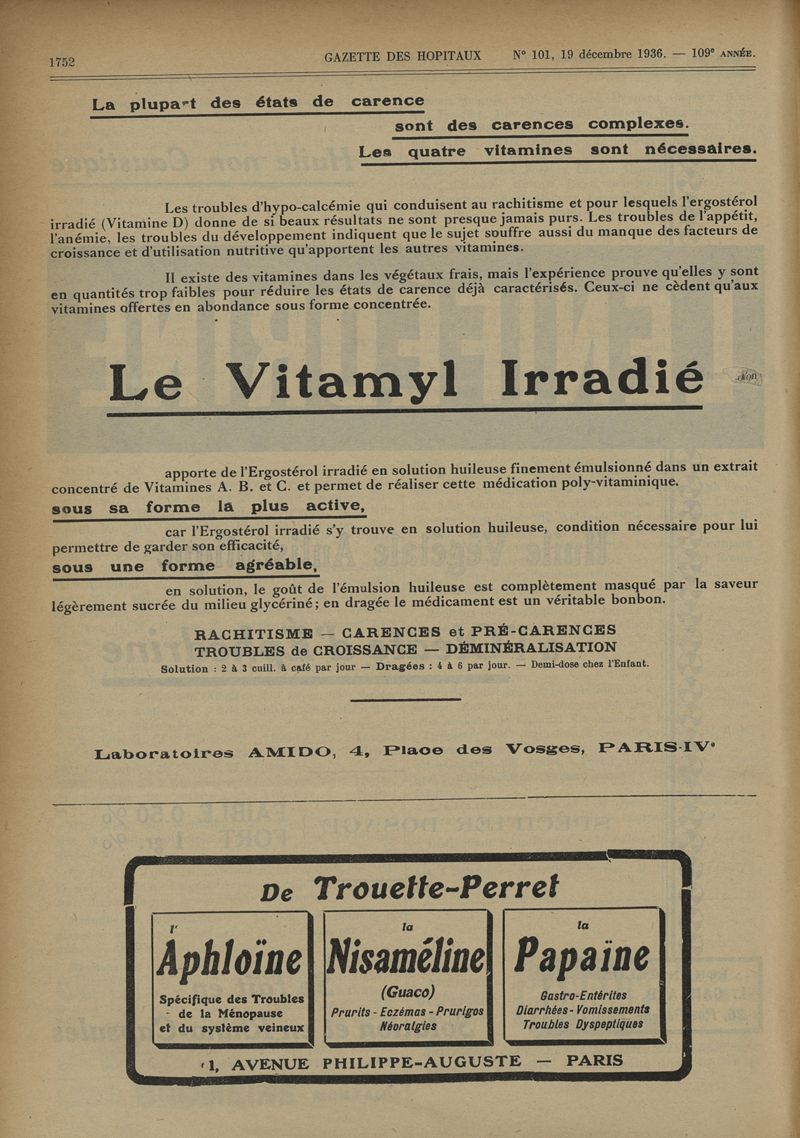 1752
GAZETTE DES HOPITAUX N° 101, 19 décembre 1936. — 109e ANNÉE.
La plupart des états de carence
sont des carences complexes.
Les quatre vitamines sont nécessaires.
Les troubles d'hypo-calcémie qui conduisent au rachitisme et pour lesquels l'ergostérol
irradié (Vitamine D) donne de si beaux résultats ne sont presque jamais purs. Les troubles de l'appétit,
l'anémie, les troubles du développement indiquent que le sujet souffre aussi du manque des facteurs de
croissance et d'utilisation nutritive qu'apportent les autres vitamines.
Il existe des vitamines dans les végétaux frais, mais l'expérience prouve qu'elles y sont
en quantités trop faibles pour réduire les états de carence déjà caractérisés. Ceux-ci ne cèdent qu'aux
vitamines offertes en abondance sous forme concentrée.
Le Vitamyl Irradié
apporte de l'Ergostérol irradié en solution huileuse finement émulsionné dans un extrait
concentré de Vitamines A. B. et C. et permet de réaliser cette médication poly-vitaminique.
sous sa forme la plus active,
car l'Ergostérol irradié s'y trouve en solution huileuse, condition nécessaire pour lui
permettre de garder son efficacité,
sous une forme agréable,
en solution, le goût de l'émulsion huileuse est complètement masqué par la saveur
légèrement sucrée du milieu glycériné; en dragée le médicament est un véritable bonbon.
RACHITISME — CARENCES et PRÉ-CARENCES
TROUBLES de CROISSANCE — DÉMINÉRALISATION
Solution : 2 à 3 cuill. à café par jour — Dragées : 4 à 6 par jour. — Demi-dose chez l'Enfant.
Laboratoires AMIDO, 4, Place des Vosges, PARIS-IVe
De Trouette-Perret
l'
Aphloïne
Spécifique des Troubles
de la Ménopause
et du système veineux
la
Nisaméline
(Guaco)
Prurits - Eczémas - Prurigos
Névralgies
la
Papaïne
Gastro-Entérites
Diarrhées - Vomissements
Troubles Dyspeptiques
1, AVENUE PHILIPPE-AUGUSTE — PARIS